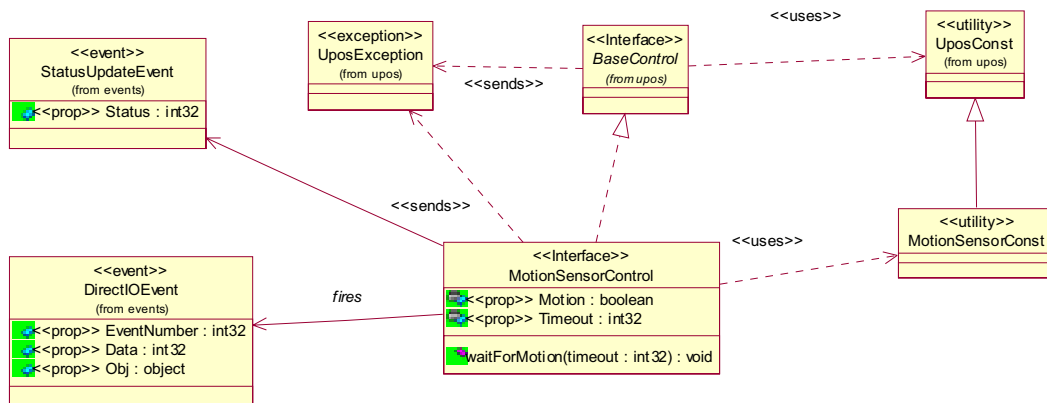 <<event>>
StatusUpdateEvent
(from events)
<<prop>> Status : int32
<<exception>>
UposException
(from upos)
<<sends>>
<<Interface>>
BaseControl
(from upos)
<<uses>>
<<utility>>
UposConst
(from upos)
<<sends>>
<<event>>
DirectIOEvent
(from events)
<<prop>> EventNumber : int32
<<prop>> Data : int32
<<prop>> Obj : object
fires
<<Interface>>
MotionSensorControl
<<prop>> Motion : boolean
<<prop>> Timeout : int32
waitForMotion(timeout : int32) : void
<<uses>>
<<utility>>
MotionSensorConst